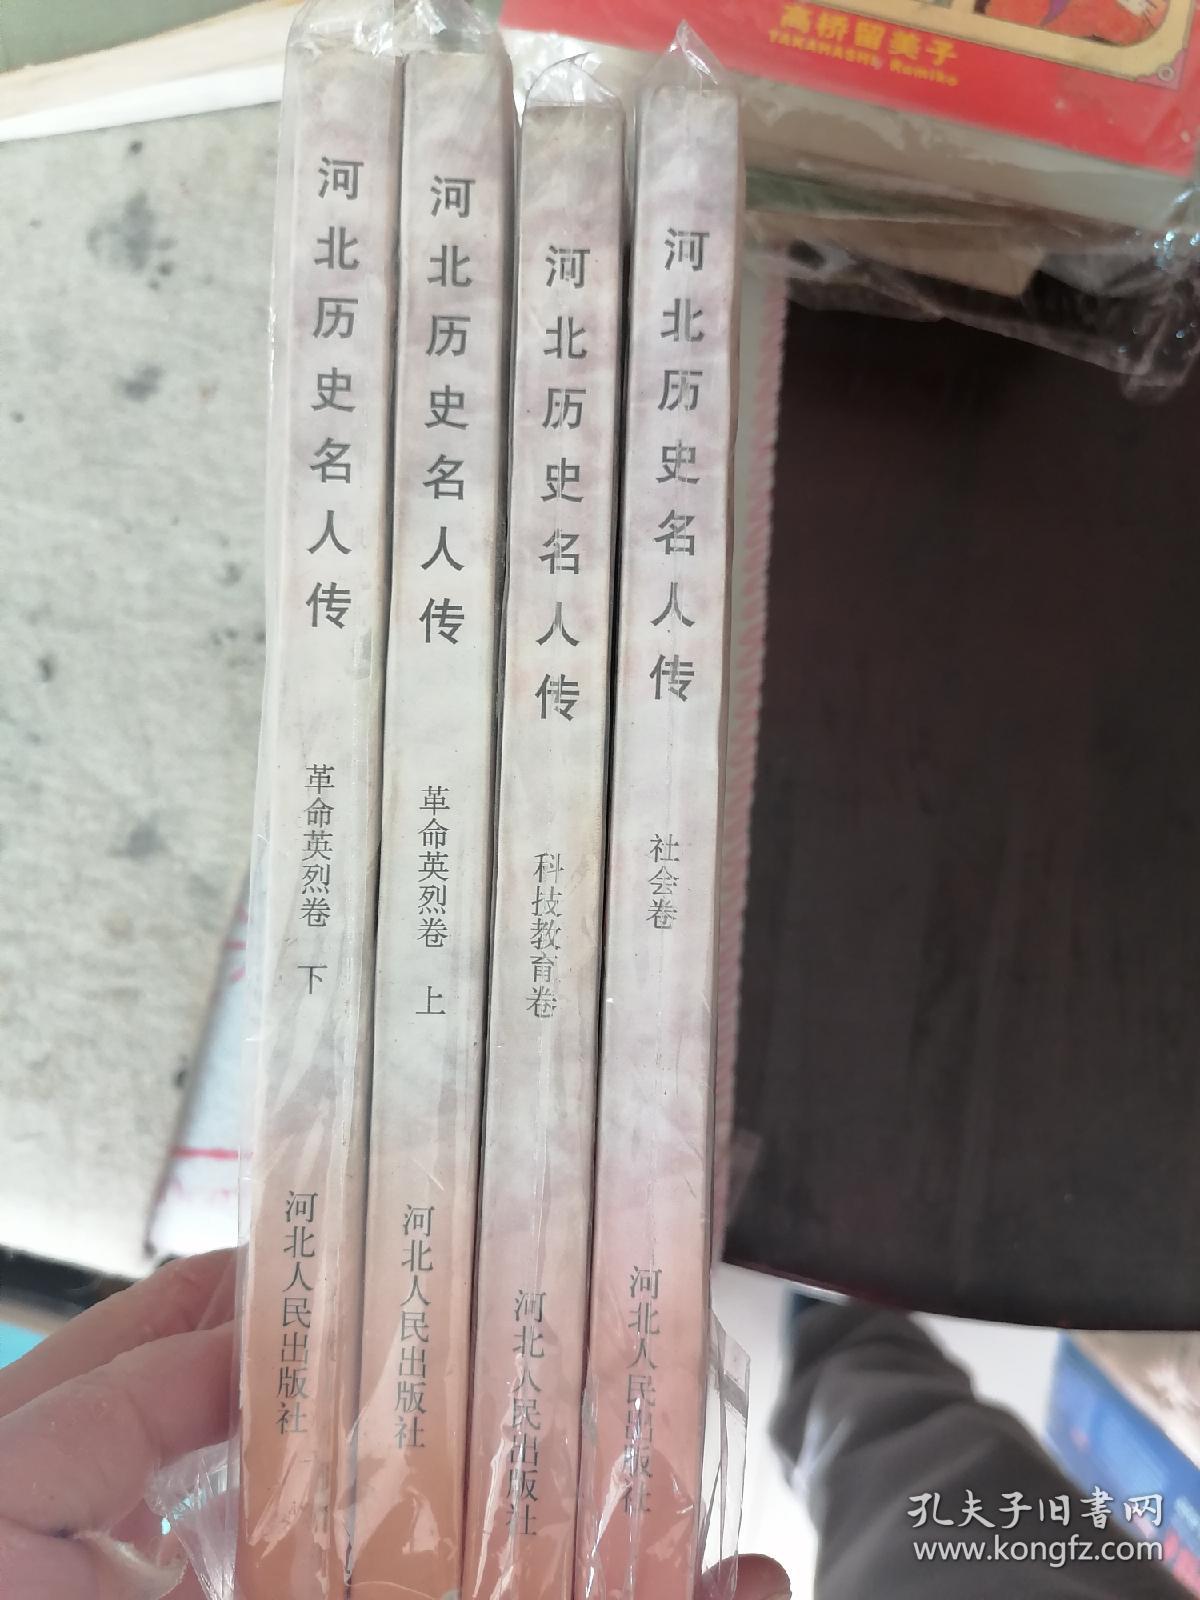 高桥留美子
TAKAHASHI Rumiko
河北历史名人传 革命英烈卷 下 河北人民出版社
河北历史名人传 革命英烈卷 上 河北人民出版社
河北历史名人传 科技教育卷 河北人民出版社
河北历史名人传 社会卷 河北人民出版社
孔夫子旧书网
www.kongfz.com